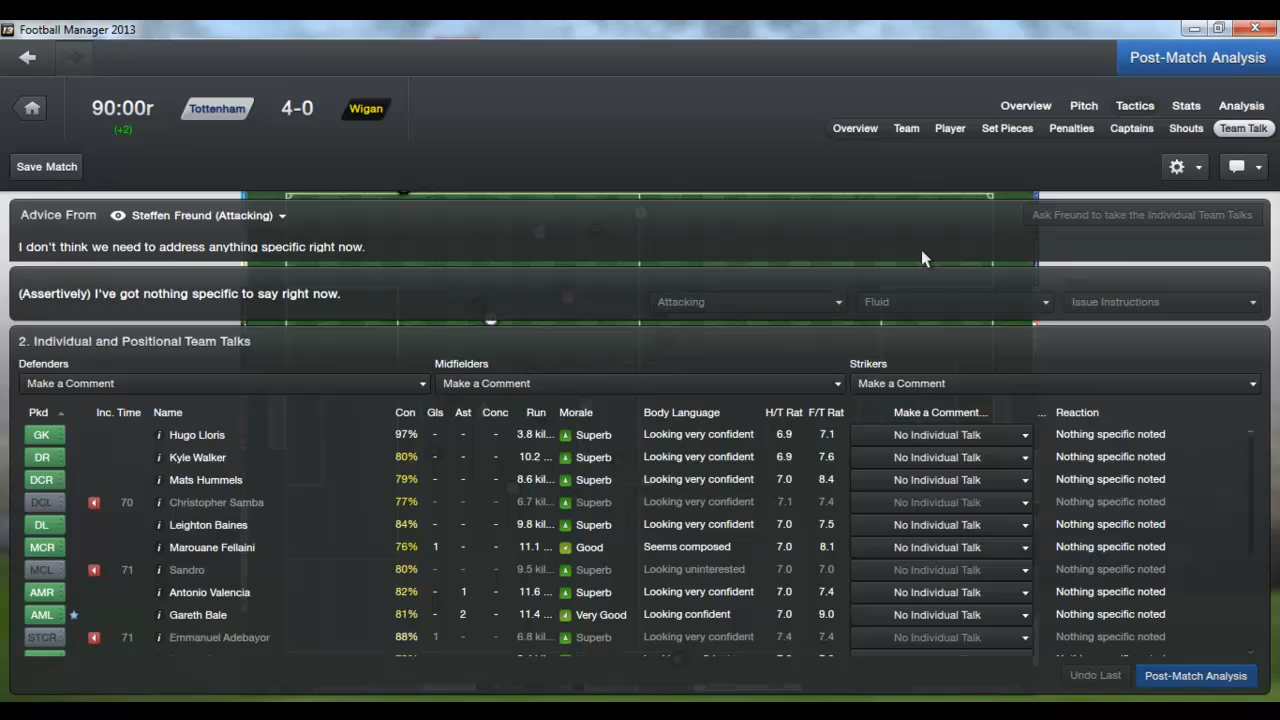 Football Manager 2013
Post-Match Analysis
90:00r Tottenham 4-0 Wigan
(+2)
Overview Pitch Tactics Stats Analysis
Overview Team Player Set Pieces Penalties Captains Shouts Team Talk
Save Match
Advice From Steffen Freund (Attacking) Ask Freund to take the Individual Team Talks
I don't think we need to address anything specific right now.
(Assertively) I've got nothing specific to say right now.
Attacking Fluid Issue Instructions
2. Individual and Positional Team Talks
Defenders Midfielders Strikers
Make a Comment Make a Comment Make a Comment
Pkd Inc. Time Name Con Gls Ast Conc Run Morale Body Language H/T Rat F/T Rat Make a Comment... ... Reaction
GK i Hugo Lloris 97% - - - 3.8 kil... Superb Looking very confident 6.9 7.1 No Individual Talk Nothing specific noted
DR i Kyle Walker 80% - - - 10.2 ... Superb Looking very confident 6.9 7.6 No Individual Talk Nothing specific noted
DCR i Mats Hummels 79% - - - 8.6 kil... Superb Looking very confident 7.0 8.4 No Individual Talk Nothing specific noted
DCL 70 i Christopher Samba 77% - - - 6.7 kil... Superb Looking very confident 7.1 7.4 No Individual Talk Nothing specific noted
DL i Leighton Baines 84% - - - 9.8 kil... Superb Looking very confident 7.0 7.5 No Individual Talk Nothing specific noted
MCR i Marouane Fellaini 76% 1 - - 11.1 ... Good Seems composed 7.0 8.1 No Individual Talk Nothing specific noted
MCL 71 i Sandro 80% - - - 9.5 kil... Superb Looking uninterested 7.0 7.0 No Individual Talk Nothing specific noted
AMR i Antonio Valencia 82% - 1 - 11.6 ... Superb Looking very confident 7.0 7.4 No Individual Talk Nothing specific noted
AML i Gareth Bale 81% - 2 - 11.4 ... Very Good Looking confident 7.0 9.0 No Individual Talk Nothing specific noted
STCR 71 i Emmanuel Adebayor 88% 1 - - 6.8 kil... Superb Looking very confident 7.4 7.4 No Individual Talk Nothing specific noted
Undo Last Post-Match Analysis